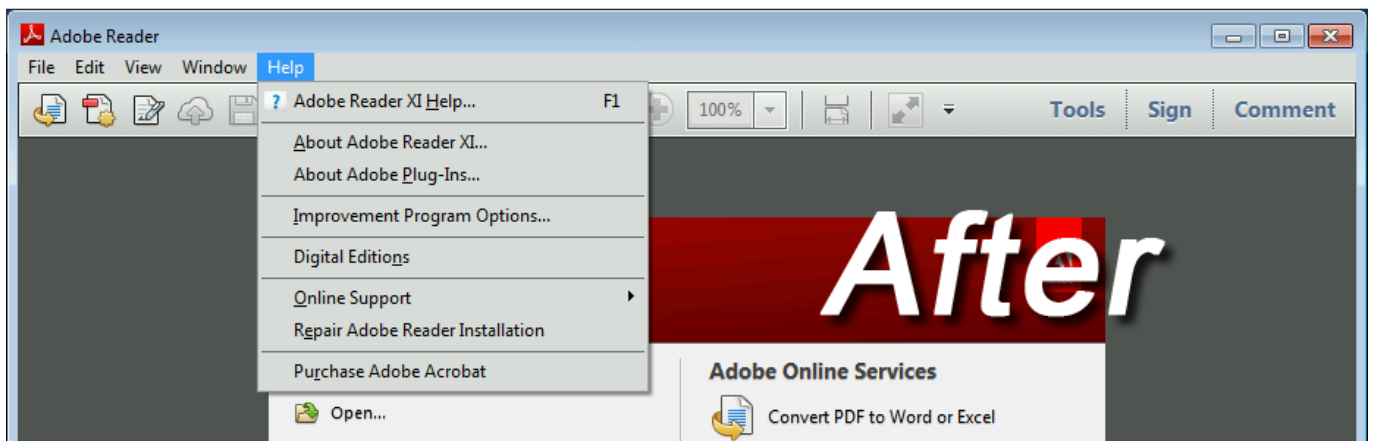 Adobe Reader
File Edit View Window Help
100% Tools Sign Comment
? Adobe Reader XI Help... F1
About Adobe Reader XI...
About Adobe Plug-Ins...
Improvement Program Options...
Digital Editions
Online Support
Repair Adobe Reader Installation
Purchase Adobe Acrobat
After
Open...
Adobe Online Services
Convert PDF to Word or Excel